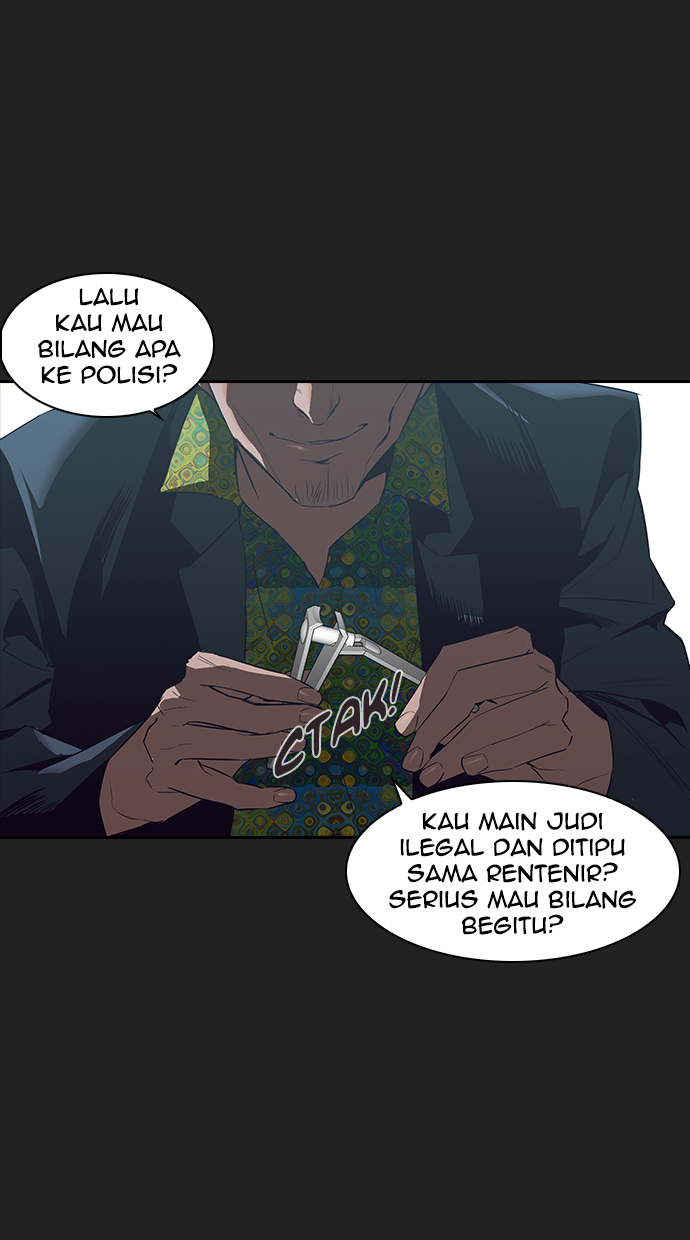 LALU
KAU MAU
BILANG APA
KE POLISI?
CTAK!
KAU MAIN JUDI
ILEGAL DAN DITIPU
SAMA RENTENIR?
SERIUS MAU BILANG
BEGITU?